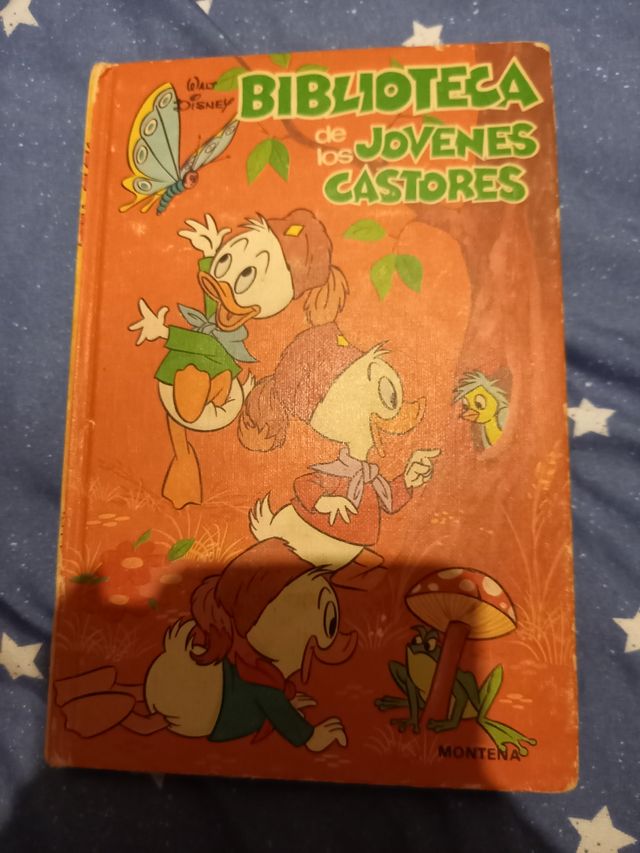 WALT
DISNEY
BIBLIOTECA
de
los JOVENES
CASTORES
MONTENA